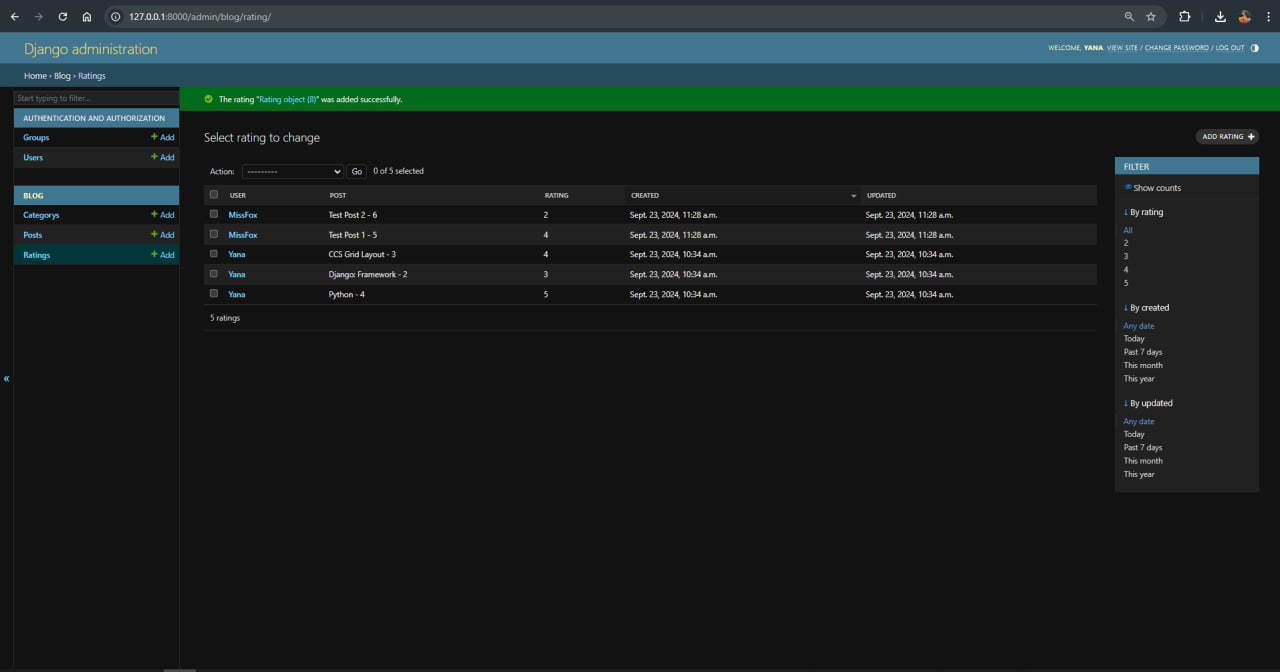 127.0.0.1:8000/admin/blog/rating/
Django administration
WELCOME, YANA. VIEW SITE / CHANGE PASSWORD / LOG OUT
Home › Blog › Ratings
Start typing to filter...
AUTHENTICATION AND AUTHORIZATION
Groups + Add
Users + Add
BLOG
Categorys + Add
Posts + Add
Ratings + Add
«
The rating “Rating object (8)” was added successfully.
Select rating to change
ADD RATING +
Action: --------- Go 0 of 5 selected
USER POST RATING CREATED UPDATED
MissFox Test Post 2 - 6 2 Sept. 23, 2024, 11:28 a.m. Sept. 23, 2024, 11:28 a.m.
MissFox Test Post 1 - 5 4 Sept. 23, 2024, 11:28 a.m. Sept. 23, 2024, 11:28 a.m.
Yana CCS Grid Layout - 3 4 Sept. 23, 2024, 10:34 a.m. Sept. 23, 2024, 10:34 a.m.
Yana Django: Framework - 2 3 Sept. 23, 2024, 10:34 a.m. Sept. 23, 2024, 10:34 a.m.
Yana Python - 4 5 Sept. 23, 2024, 10:34 a.m. Sept. 23, 2024, 10:34 a.m.
5 ratings
FILTER
Show counts
↓ By rating
All
2
3
4
5
↓ By created
Any date
Today
Past 7 days
This month
This year
↓ By updated
Any date
Today
Past 7 days
This month
This year